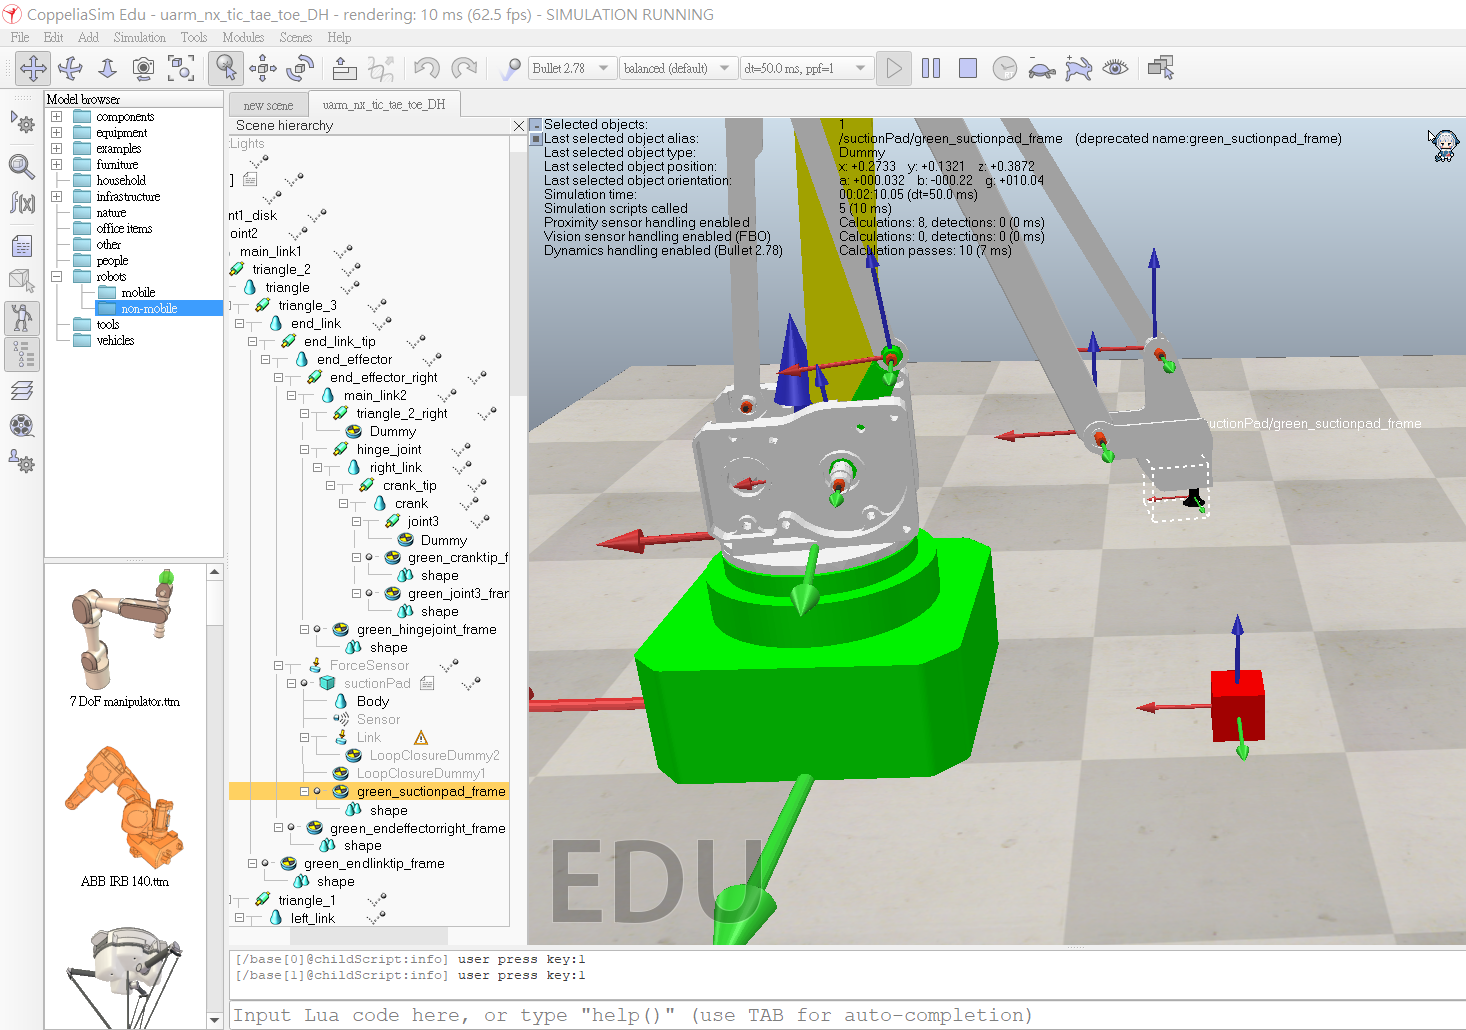 CoppeliaSim Edu - uarm_nx_tic_tae_toe_DH - rendering: 10 ms (62.5 fps) - SIMULATION RUNNING
File Edit Add Simulation Tools Modules Scenes Help
Bullet 2.78 balanced (default) dt=50.0 ms, ppf=1
Model browser
components
equipment
examples
furniture
household
infrastructure
nature
office items
other
people
robots
mobile
non-mobile
tools
vehicles
7 DoF manipulator.ttm
ABB IRB 140.ttm
new scene uarm_nx_tic_tae_toe_DH
Scene hierarchy
Lights
]
nt1_disk
oint2
main_link1
triangle_2
triangle
triangle_3
end_link
end_link_tip
end_effector
end_effector_right
main_link2
triangle_2_right
Dummy
hinge_joint
right_link
crank_tip
crank
joint3
Dummy
green_cranktip_f
shape
green_joint3_frar
shape
green_hingejoint_frame
shape
ForceSensor
suctionPad
Body
Sensor
Link
LoopClosureDummy2
LoopClosureDummy1
green_suctionpad_frame
shape
green_endeffectorright_frame
shape
green_endlinktip_frame
shape
triangle_1
left_link
Selected objects: 1
Last selected object alias: /suctionPad/green_suctionpad_frame (deprecated name:green_suctionpad_frame)
Last selected object type: Dummy
Last selected object position: x: +0.2733 y: +0.1321 z: +0.3872
Last selected object orientation: a: +000.032 b: -000.22 g: +010.04
Simulation time: 00:02:10.05 (dt=50.0 ms)
Simulation scripts called 5 (10 ms)
Proximity sensor handling enabled Calculations: 8, detections: 0 (0 ms)
Vision sensor handling enabled (FBO) Calculations: 0, detections: 0 (0 ms)
Dynamics handling enabled (Bullet 2.78) Calculation passes: 10 (7 ms)
uctionPad/green_suctionpad_frame
EDU
[/base[0]@childScript:info] user press key:1
[/base[1]@childScript:info] user press key:1
Input Lua code here, or type "help()" (use TAB for auto-completion)